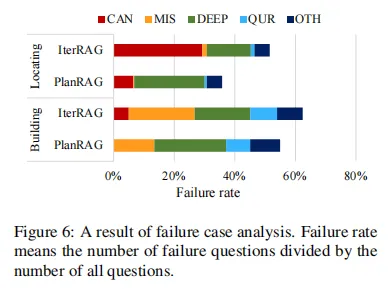 CAN MIS DEEP QUR OTH
Locating
IterRAG
PlanRAG
Building
IterRAG
PlanRAG
0% 20% 40% 60% 80%
Failure rate
Figure 6: A result of failure case analysis. Failure rate
means the number of failure questions divided by the
number of all questions.